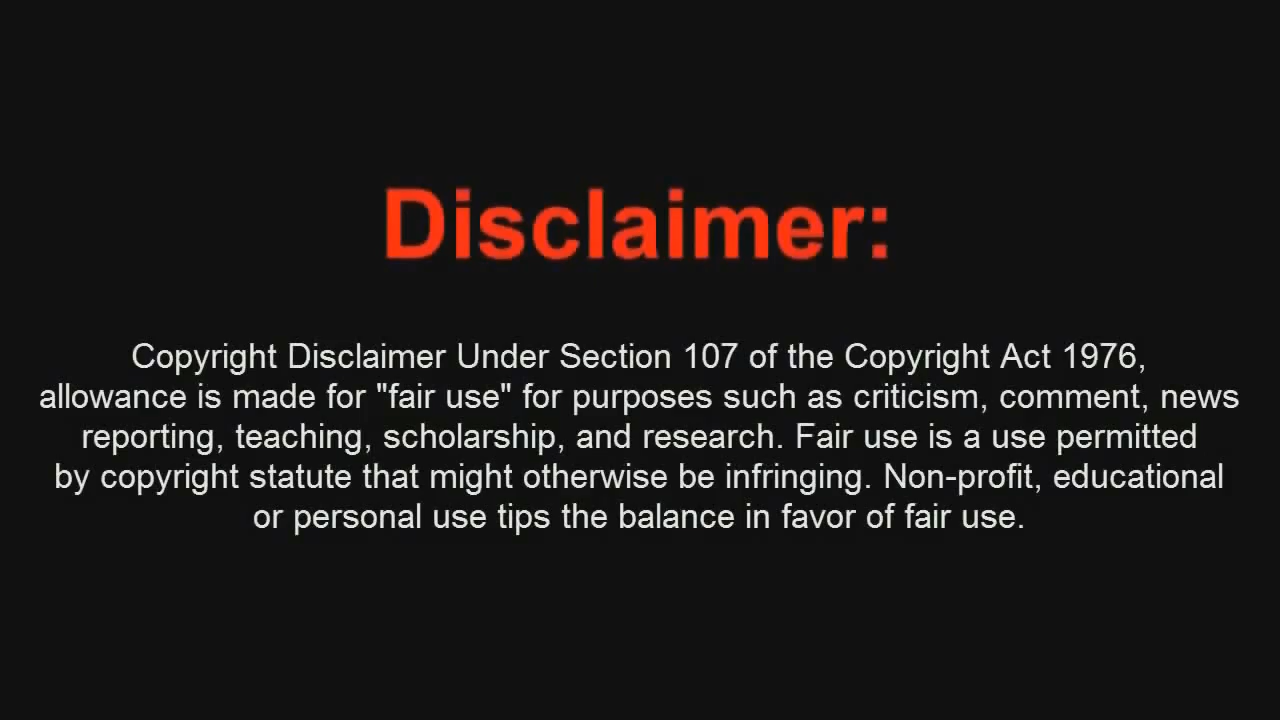 Disclaimer:
Copyright Disclaimer Under Section 107 of the Copyright Act 1976,
allowance is made for "fair use" for purposes such as criticism, comment, news
reporting, teaching, scholarship, and research. Fair use is a use permitted
by copyright statute that might otherwise be infringing. Non-profit, educational
or personal use tips the balance in favor of fair use.